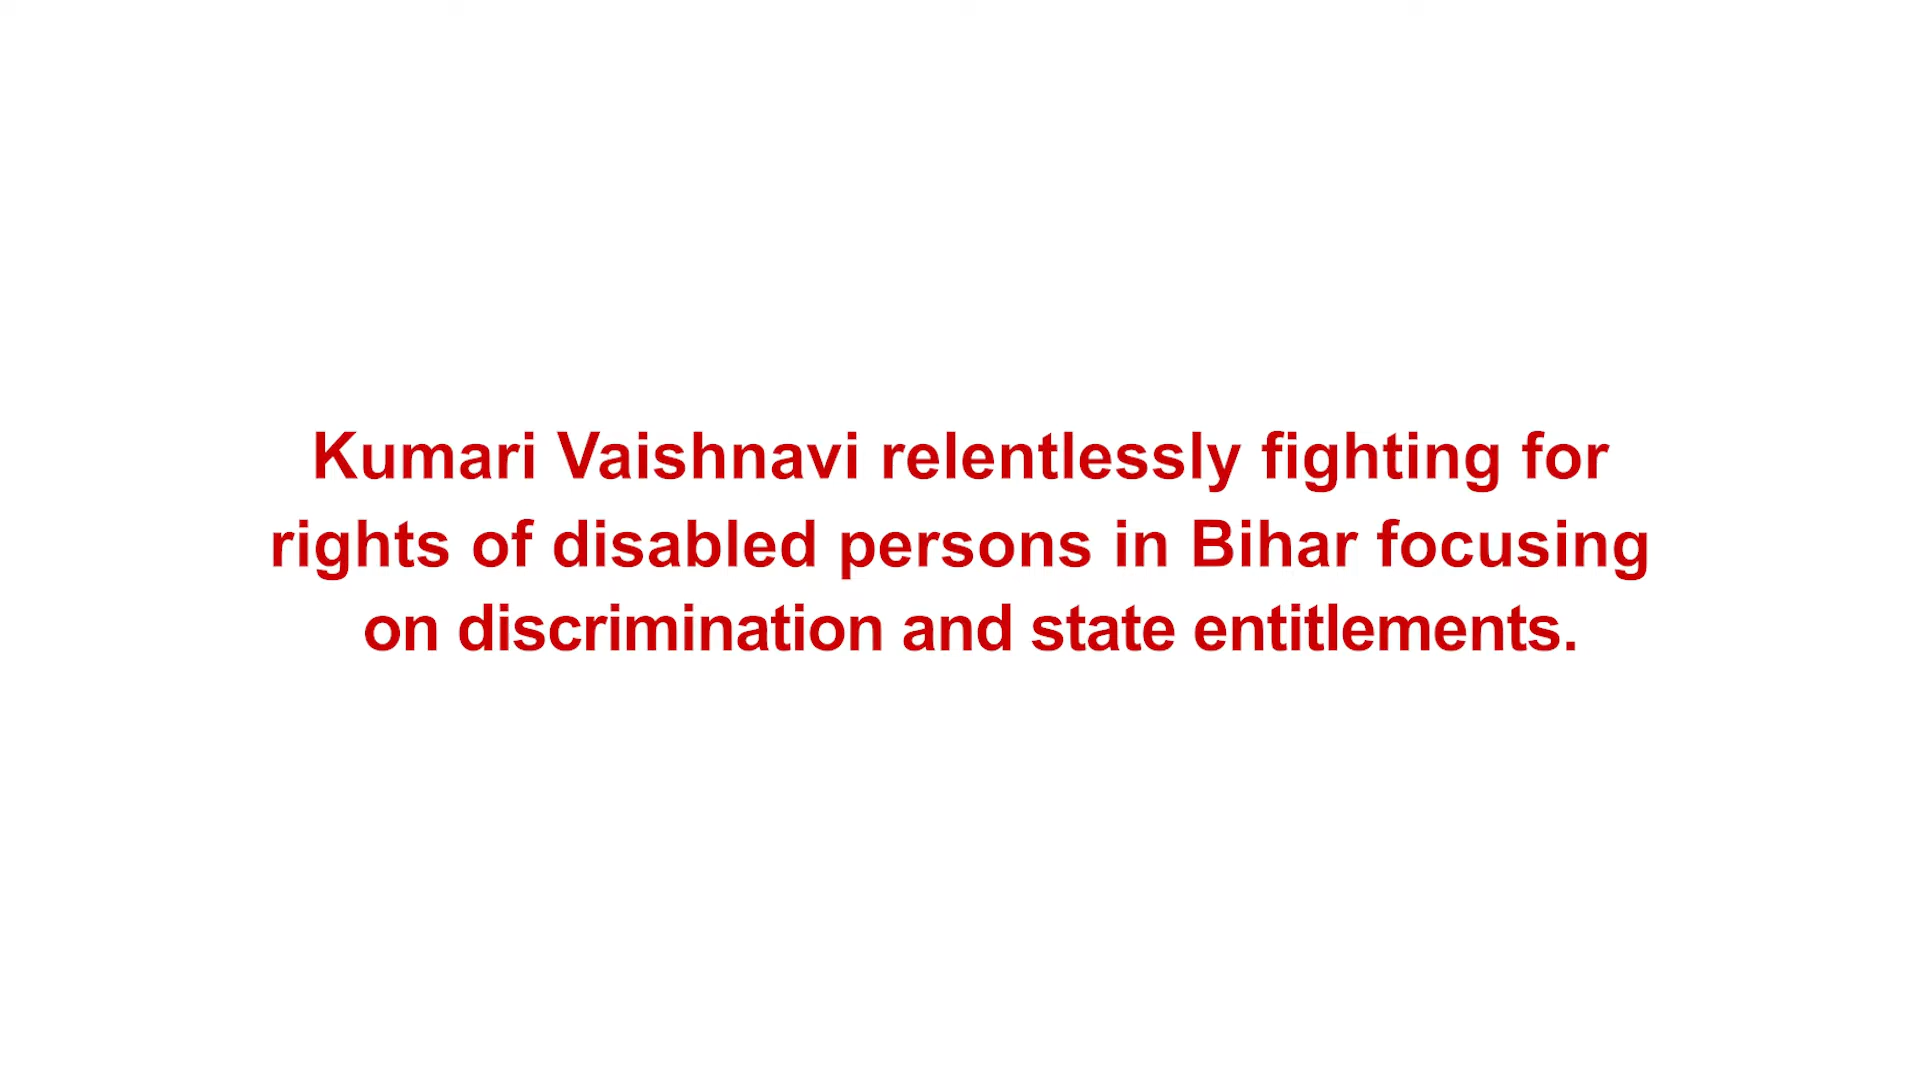 Kumari Vaishnavi relentlessly fighting for
rights of disabled persons in Bihar focusing
on discrimination and state entitlements.